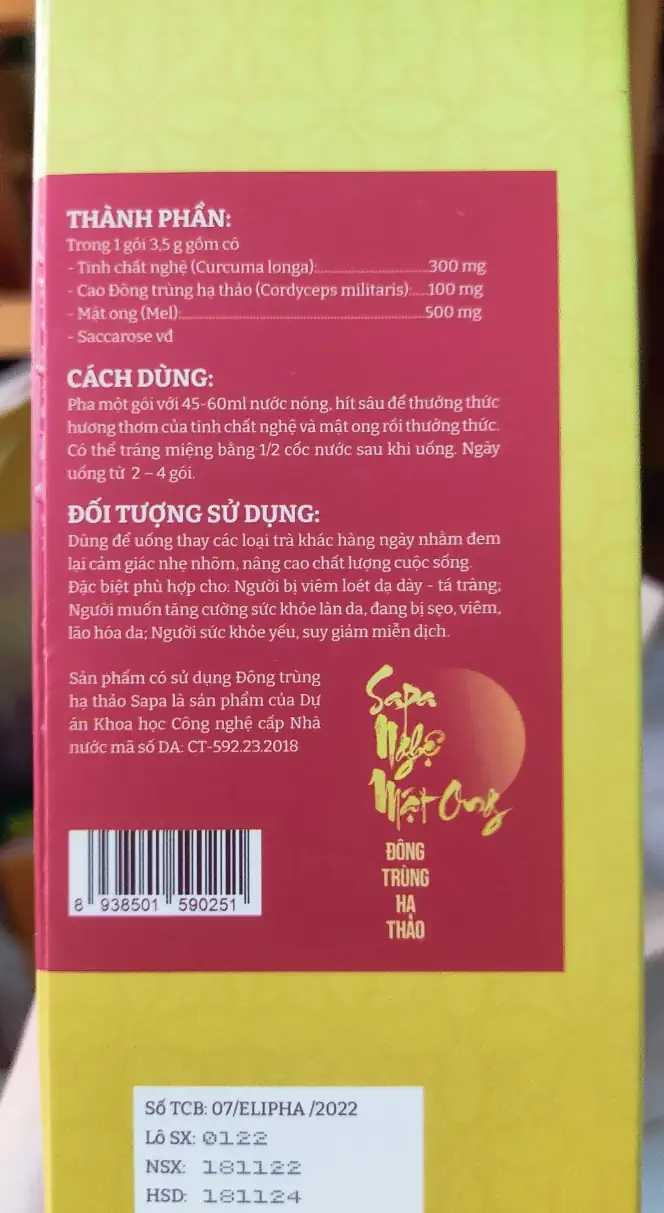 THÀNH PHẦN:
Trong 1 gói 3,5 g gồm có
- Tinh chất nghệ (Curcuma longa):..............................300 mg
- Cao Đông trùng hạ thảo (Cordyceps militaris):....100 mg
- Mật ong (Mel):................................................................500 mg
- Saccarose vđ
CÁCH DÙNG:
Pha một gói với 45-60ml nước nóng, hít sâu để thưởng thức
hương thơm của tinh chất nghệ và mật ong rồi thưởng thức.
Có thể tráng miệng bằng 1/2 cốc nước sau khi uống. Ngày
uống từ 2 – 4 gói.
ĐỐI TƯỢNG SỬ DỤNG:
Dùng để uống thay các loại trà khác hàng ngày nhằm đem
lại cảm giác nhẹ nhõm, nâng cao chất lượng cuộc sống.
Đặc biệt phù hợp cho: Người bị viêm loét dạ dày - tá tràng;
Người muốn tăng cường sức khỏe làn da, đang bị sẹo, viêm,
lão hóa da; Người sức khỏe yếu, suy giảm miễn dịch.
Sản phẩm có sử dụng Đông trùng
hạ thảo Sapa là sản phẩm của Dự
án Khoa học Công nghệ cấp Nhà
nước mã số DA: CT-592.23.2018
Sapa
Nghệ
Mật Ong
ĐÔNG
TRÙNG
HẠ
THẢO
8 938501 590251
Số TCB: 07/ELIPHA /2022
Lô SX: 0122
NSX: 181122
HSD: 181124